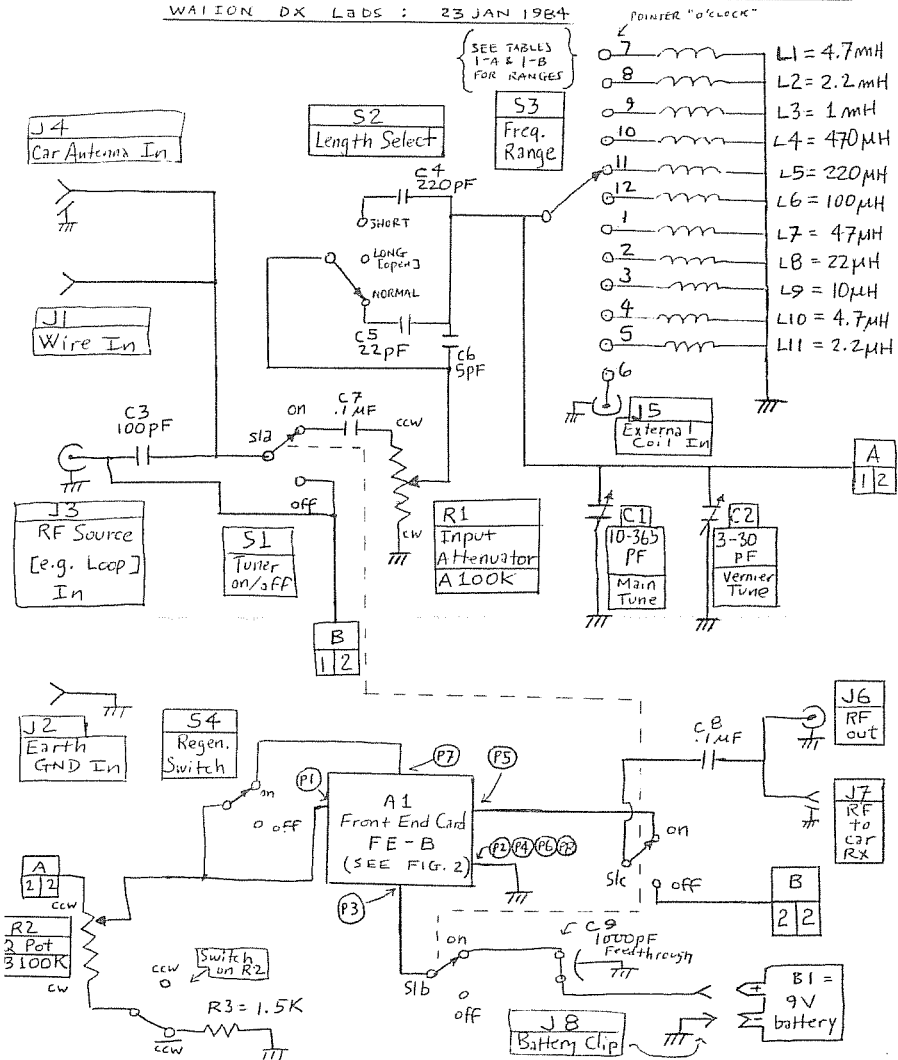 WALION DX LABS : 23 JAN 1984
POINTER "O'CLOCK"
SEE TABLES
1-A & 1-B
FOR RANGES
7
L1 = 4.7mH
8
L2 = 2.2mH
9
L3 = 1mH
10
L4 = 470µH
11
L5 = 220µH
12
L6 = 100µH
1
L7 = 47µH
2
L8 = 22µH
3
L9 = 10µH
4
L10 = 4.7µH
5
L11 = 2.2µH
6
J4
Car Antenna In
S2
Length Select
S3
Freq.
Range
C4
220pF
SHORT
LONG
[open]
NORMAL
C5
22pF
C6
5pF
J1
Wire In
C3
100pF
S1a
on
off
C7
.1µF
ccw
cw
J5
External
Coil In
A
1 2
J3
RF Source
[e.g. Loop]
In
S1
Tuner
on/off
R1
Input
Attenuator
A100K
C1
10-365
PF
Main
Tune
C2
3-30
PF
Vernier
Tune
B
1 2
J2
Earth
GND In
S4
Regen.
Switch
on
off
P7
P1
P5
A1
Front End Card
FE-B
(SEE FIG. 2)
P2 P4 P6 P8
P3
C8
.1µF
J6
RF
out
J7
RF
to
car
RX
on
S1c
off
B
2 2
A
2 2
ccw
R2
2 Pot
B100K
cw
ccw
Switch
on R2
R3 = 1.5K
ccw
on
S1b
off
C9
1000pF
Feedthrough
J8
Battery Clip
+
B1 =
9V
battery